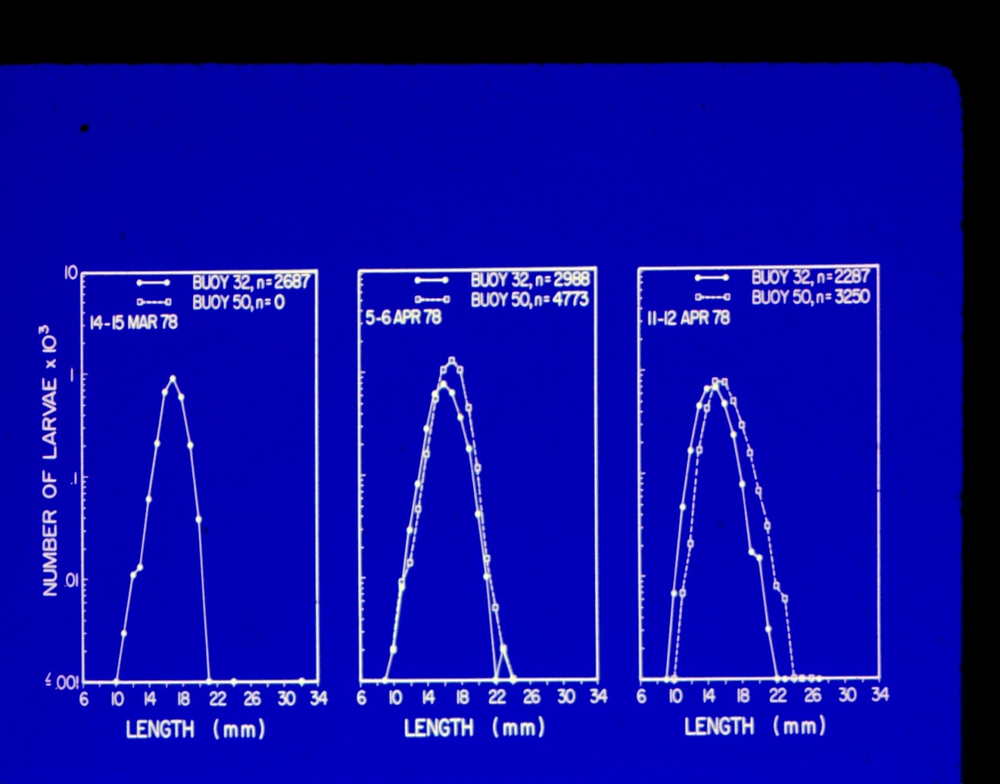 BUOY 32, n=2687
BUOY 50, n=0
14-15 MAR 78
BUOY 32, n=2988
BUOY 50, n=4773
5-6 APR 78
BUOY 32, n=2287
BUOY 50, n=3250
11-12 APR 78
NUMBER OF LARVAE x 10³
10
1
.1
.01
≤.001
6 10 14 18 22 26 30 34
6 10 14 18 22 26 30 34
6 10 14 18 22 26 30 34
LENGTH (mm)
LENGTH (mm)
LENGTH (mm)